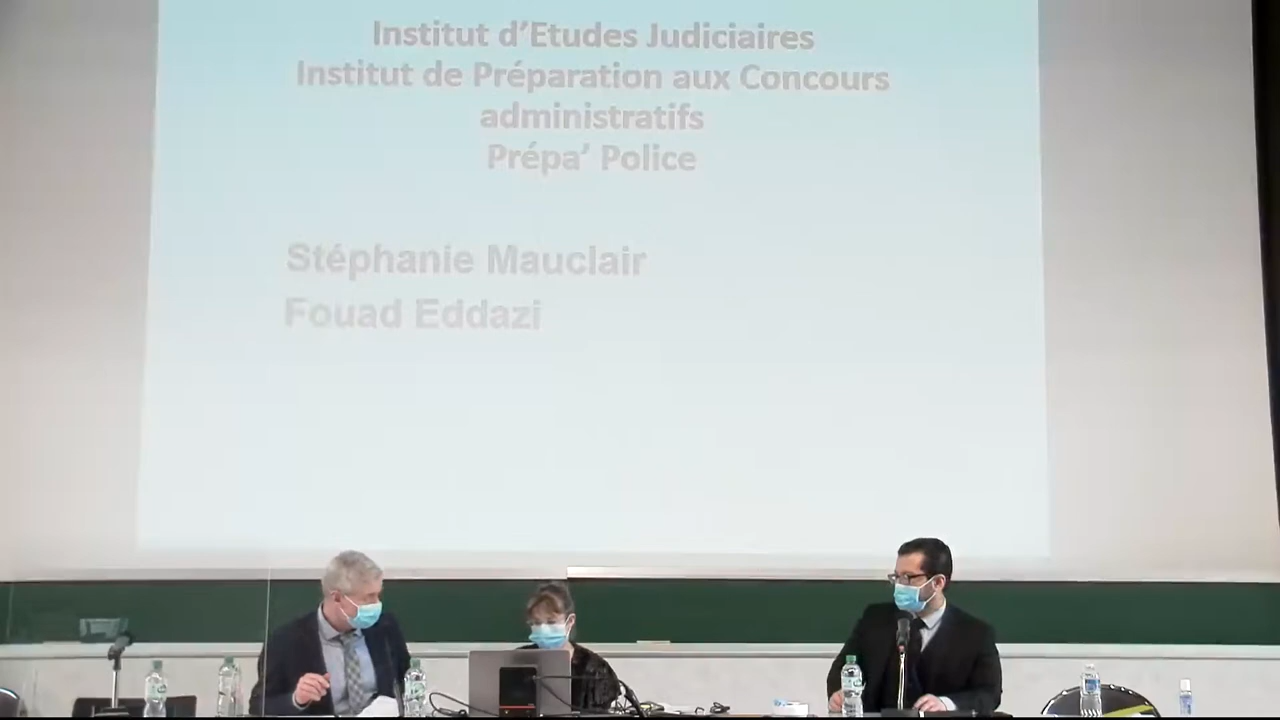 Institut d’Etudes Judiciaires
Institut de Préparation aux Concours
administratifs
Prépa’ Police
Stéphanie Mauclair
Fouad Eddazi